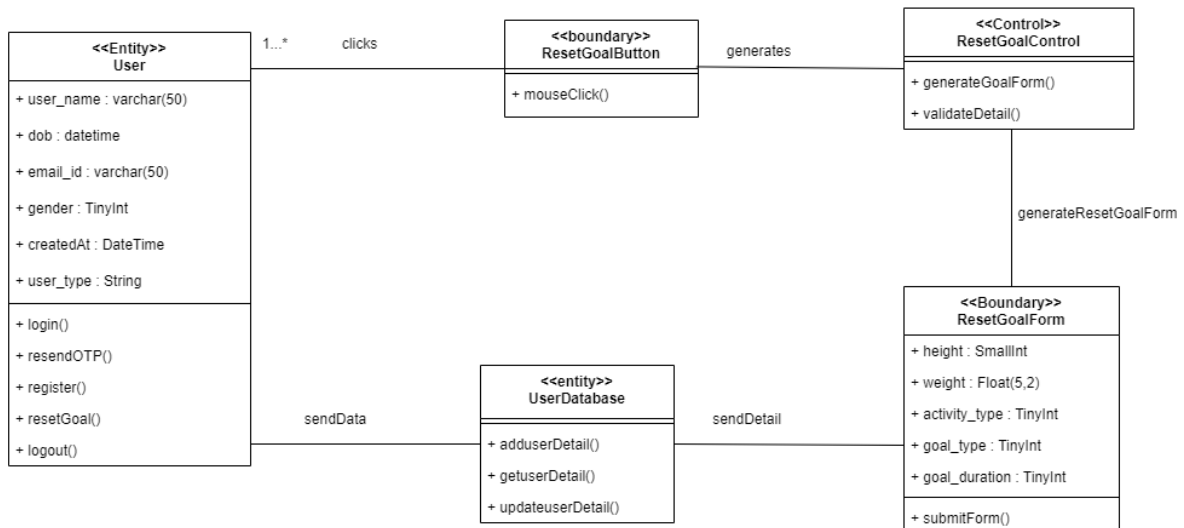 <<Entity>>
User
+ user_name : varchar(50)
+ dob : datetime
+ email_id : varchar(50)
+ gender : TinyInt
+ createdAt : DateTime
+ user_type : String
+ login()
+ resendOTP()
+ register()
+ resetGoal()
+ logout()
1...*
clicks
<<boundary>>
ResetGoalButton
+ mouseClick()
generates
<<Control>>
ResetGoalControl
+ generateGoalForm()
+ validateDetail()
generateResetGoalForm
<<Boundary>>
ResetGoalForm
+ height : SmallInt
+ weight : Float(5,2)
+ activity_type : TinyInt
+ goal_type : TinyInt
+ goal_duration : TinyInt
+ submitForm()
sendDetail
<<entity>>
UserDatabase
+ adduserDetail()
+ getuserDetail()
+ updateuserDetail()
sendData